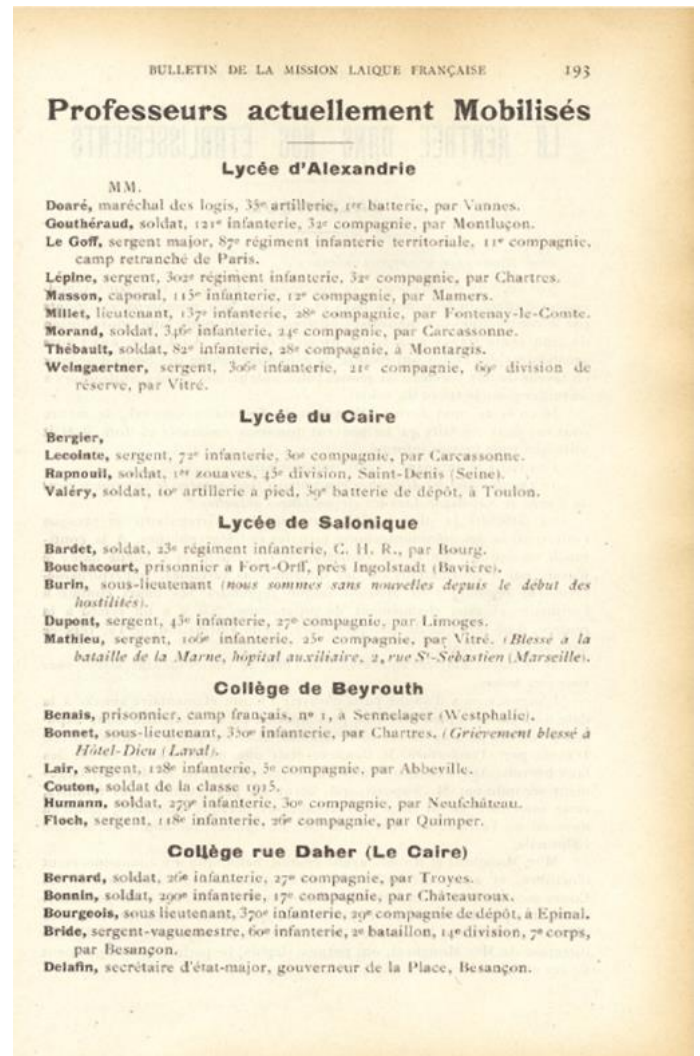 BULLETIN DE LA MISSION LAIQUE FRANÇAISE 193
Professeurs actuellement Mobilisés
Lycée d'Alexandrie
MM.
Doaré, maréchal des logis, 35e artillerie, 1re batterie, par Vannes.
Goutheraud, soldat, 121e infanterie, 32e compagnie, par Montluçon.
Le Goff, sergent major, 87e régiment infanterie territoriale, 11e compagnie,
camp retranché de Paris.
Lépine, sergent, 302e régiment infanterie, 32e compagnie, par Chartres.
Masson, caporal, 115e infanterie, 12e compagnie, par Mamers.
Millet, lieutenant, 137e infanterie, 28e compagnie, par Fontenay-le-Comte.
Morand, soldat, 346e infanterie, 24e compagnie, par Carcassonne.
Thébault, soldat, 82e infanterie, 28e compagnie, à Montargis.
Weingaertner, sergent, 306e infanterie, 21e compagnie, 69e division de
réserve, par Vitré.
Lycée du Caire
Bergier,
Lecointe, sergent, 72e infanterie, 30e compagnie, par Carcassonne.
Rapnouil, soldat, 1er zouaves, 45e division, Saint-Denis (Seine).
Valéry, soldat, 10e artillerie à pied, 39e batterie de dépôt, à Toulon.
Lycée de Salonique
Bardet, soldat, 23e régiment infanterie, C. H. R., par Bourg.
Bouchacourt, prisonnier a Fort-Orff, près Ingolstadt (Bavière).
Burin, sous-lieutenant (nous sommes sans nouvelles depuis le début des
hostilités).
Dupont, sergent, 43e infanterie, 27e compagnie, par Limoges.
Mathieu, sergent, 106e infanterie, 25e compagnie, par Vitré. (Blessé à la
bataille de la Marne, hôpital auxiliaire, 2, rue St-Sébastien (Marseille).
Collège de Beyrouth
Benais, prisonnier, camp français, no 1, à Sennelager (Westphalie).
Bonnet, sous-lieutenant, 330e infanterie, par Chartres. (Grièvement blessé à
Hôtel-Dieu (Laval).
Lair, sergent, 128e infanterie, 5e compagnie, par Abbeville.
Couton, soldat de la classe 1915.
Humann, soldat, 279e infanterie, 30e compagnie, par Neufchâteau.
Floch, sergent, 118e infanterie, 26e compagnie, par Quimper.
Collège rue Daher (Le Caire)
Bernard, soldat, 26e infanterie, 27e compagnie, par Troyes.
Bonnin, soldat, 290e infanterie, 17e compagnie, par Châteauroux.
Bourgeois, sous lieutenant, 370e infanterie, 29e compagnie de dépôt, à Epinal.
Bride, sergent-vaguemestre, 60e infanterie, 2e bataillon, 14e division, 7e corps,
par Besançon.
Delafin, secrétaire d'état-major, gouverneur de la Place, Besançon.